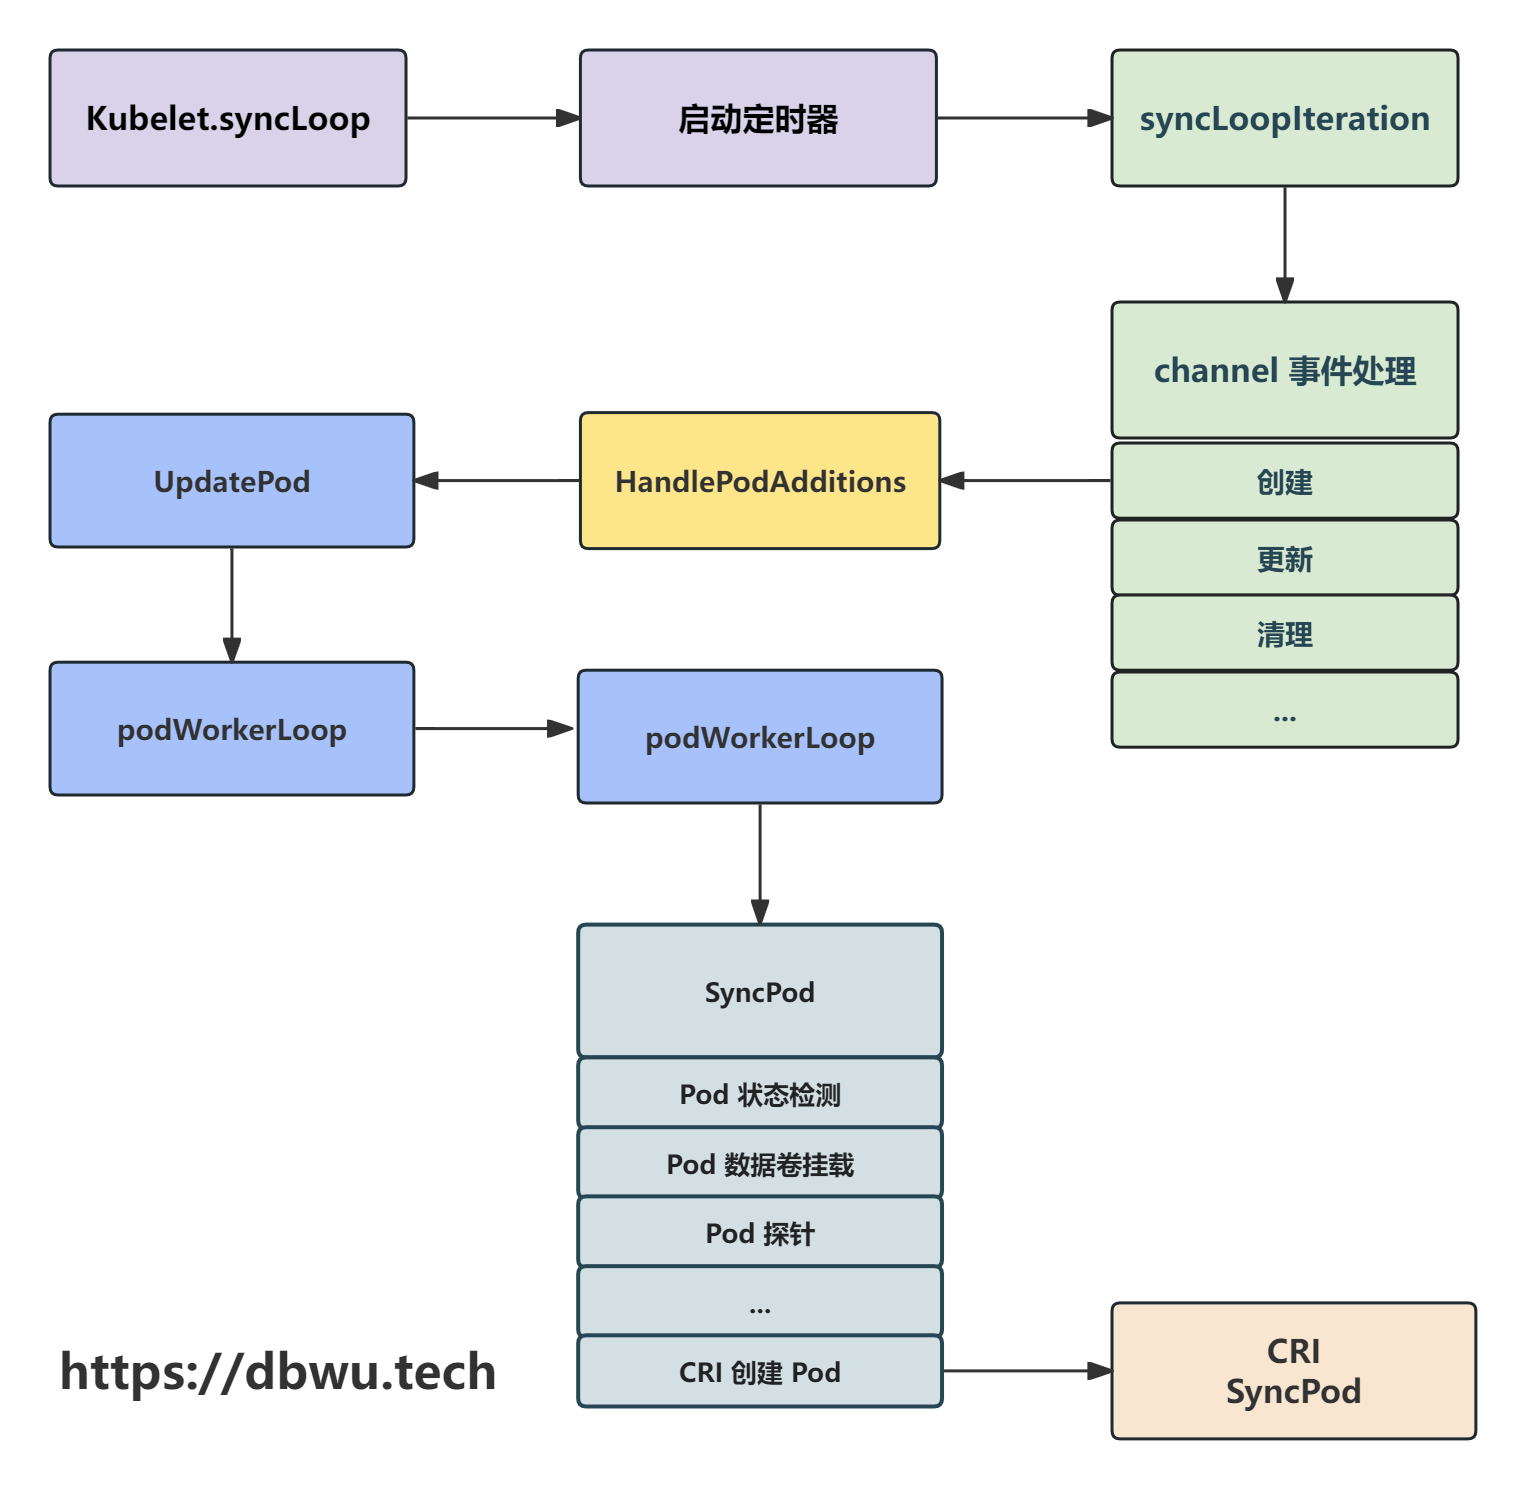 Kubelet.syncLoop
启动定时器
syncLoopIteration
channel 事件处理
创建
更新
清理
...
HandlePodAdditions
UpdatePod
podWorkerLoop
podWorkerLoop
SyncPod
Pod 状态检测
Pod 数据卷挂载
Pod 探针
...
CRI 创建 Pod
CRI
SyncPod
https://dbwu.tech